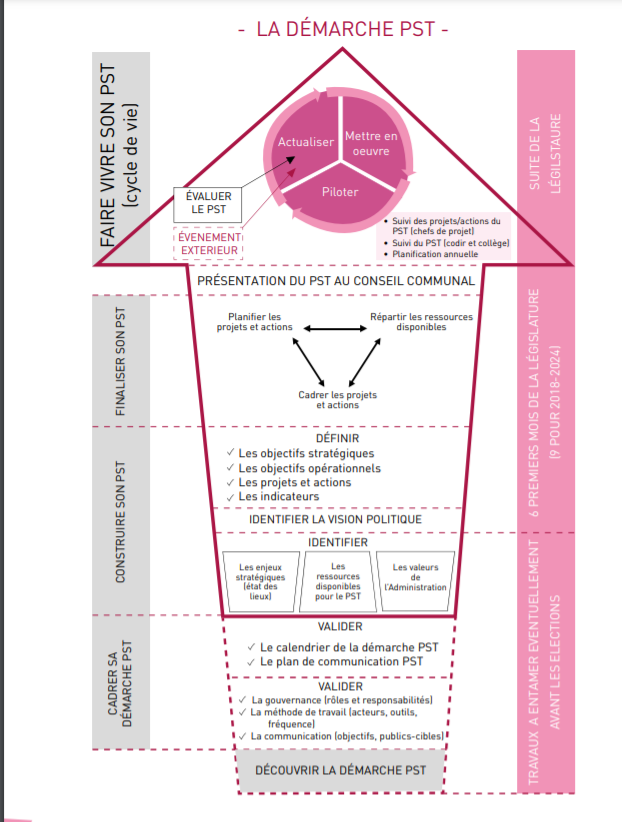 - LA DÉMARCHE PST -
FAIRE VIVRE SON PST
(cycle de vie)
Actualiser
Mettre en
oeuvre
Piloter
ÉVALUER
LE PST
ÉVENEMENT
EXTERIEUR
• Suivi des projets/actions du
PST (chefs de projet)
• Suivi du PST (codir et collège)
• Planification annuelle
SUITE DE LA
LÉGILSTAURE
PRÉSENTATION DU PST AU CONSEIL COMMUNAL
FINALISER SON PST
Planifier les
projets et actions
Répartir les ressources
disponibles
Cadrer les projets
et actions
6 PREMIERS MOIS DE LA LÉGISLATURE
(9 POUR 2018-2024)
CONSTRUIRE SON PST
DÉFINIR
✓ Les objectifs stratégiques
✓ Les objectifs opérationnels
✓ Les projets et actions
✓ Les indicateurs
IDENTIFIER LA VISION POLITIQUE
IDENTIFIER
Les enjeux
stratégiques
(état des
lieux)
Les
ressources
disponibles
pour le PST
Les valeurs
de
l'Administration
CADRER SA
DÉMARCHE PST
VALIDER
✓ Le calendrier de la démarche PST
✓ Le plan de communication PST
VALIDER
✓ La gouvernance (rôles et responsabilités)
✓ La méthode de travail (acteurs, outils,
fréquence)
✓ La communication (objectifs, publics-cibles)
DÉCOUVRIR LA DÉMARCHE PST
TRAVAUX A ENTAMER EVENTUELLEMENT
AVANT LES ELECTIONS